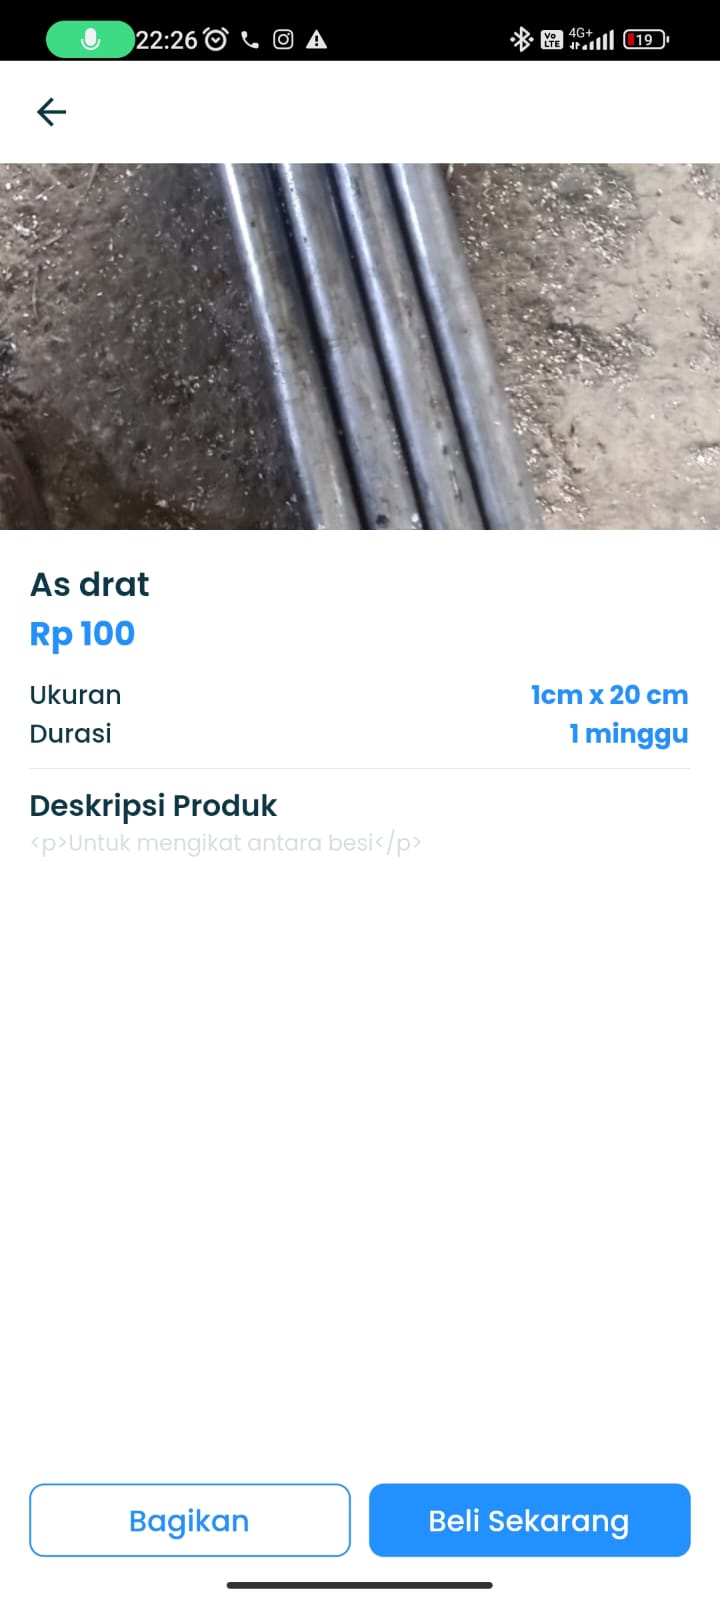 22:26
Vo LTE 4G+ 19
As drat
Rp 100
Ukuran 1cm x 20 cm
Durasi 1 minggu
Deskripsi Produk
<p>Untuk mengikat antara besi</p>
Bagikan Beli Sekarang